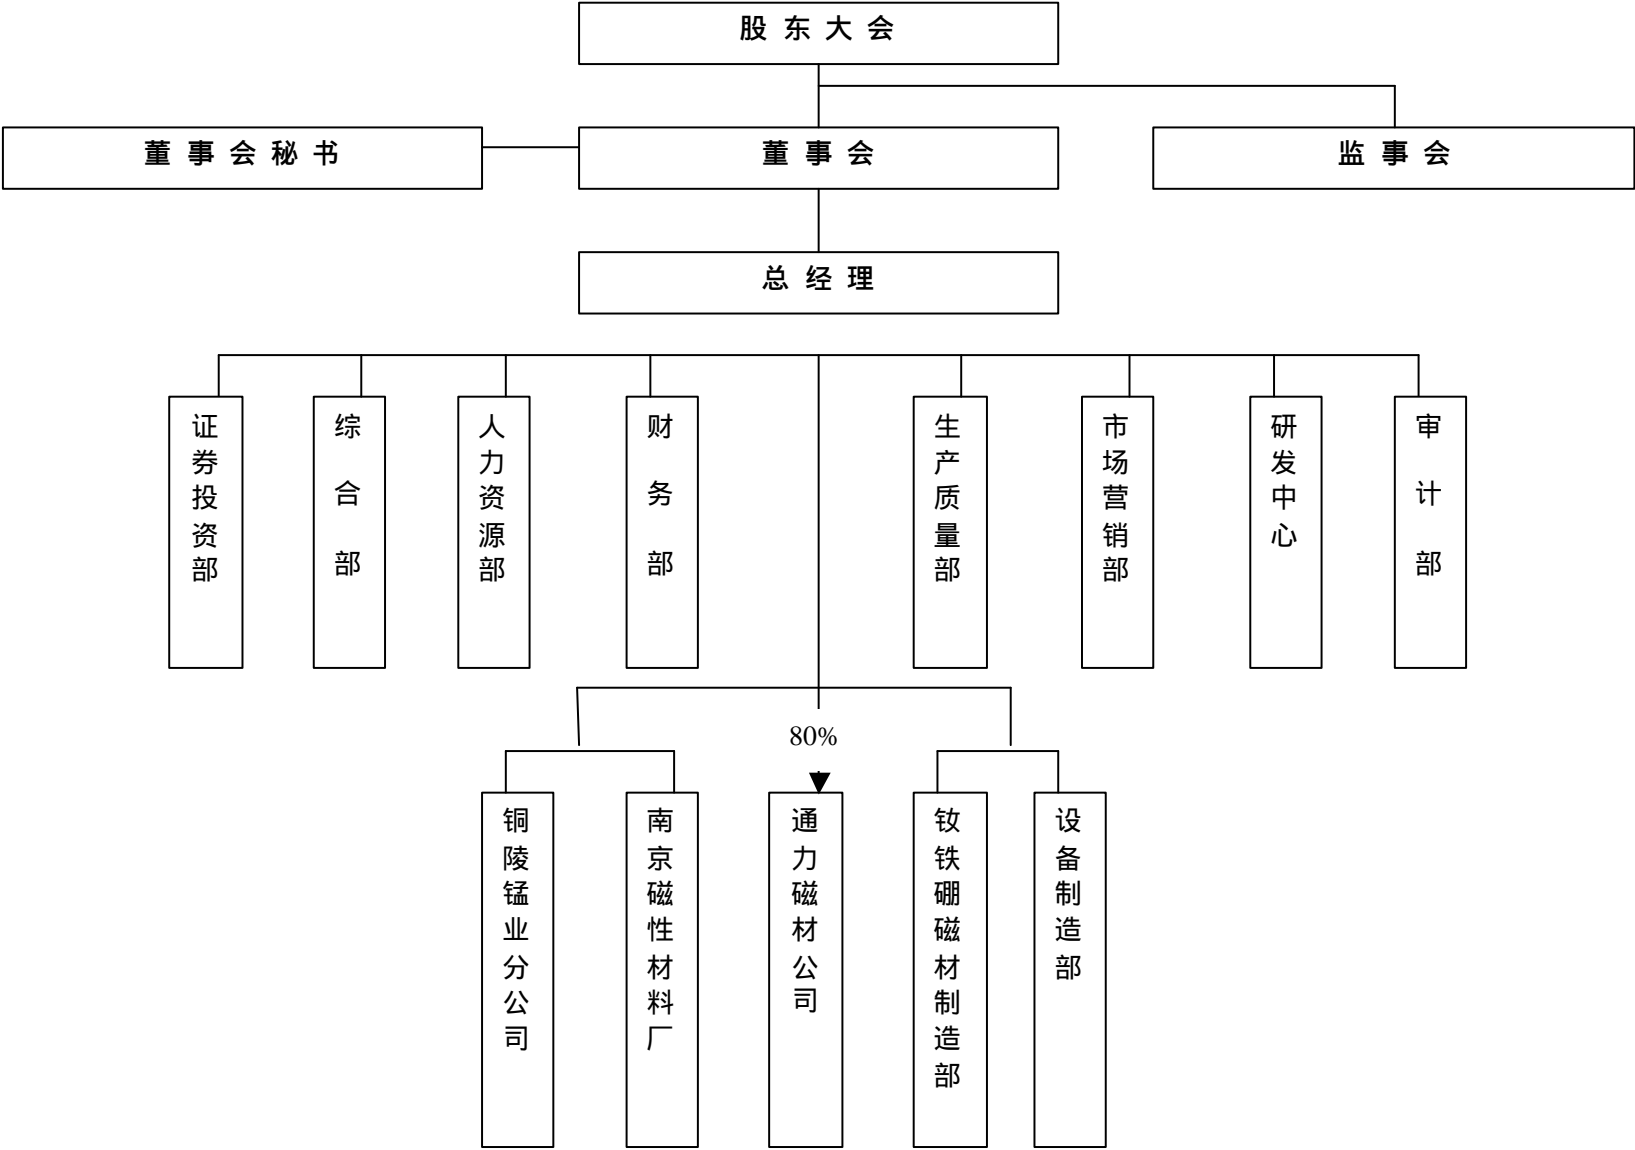 股东大会
董事会秘书
董事会
监事会
总经理
证券投资部
综合部
人力资源部
财务部
生产质量部
市场营销部
研发中心
审计部
80%
铜陵锰业分公司
南京磁性材料厂
通力磁材公司
钕铁硼磁材制造部
设备制造部